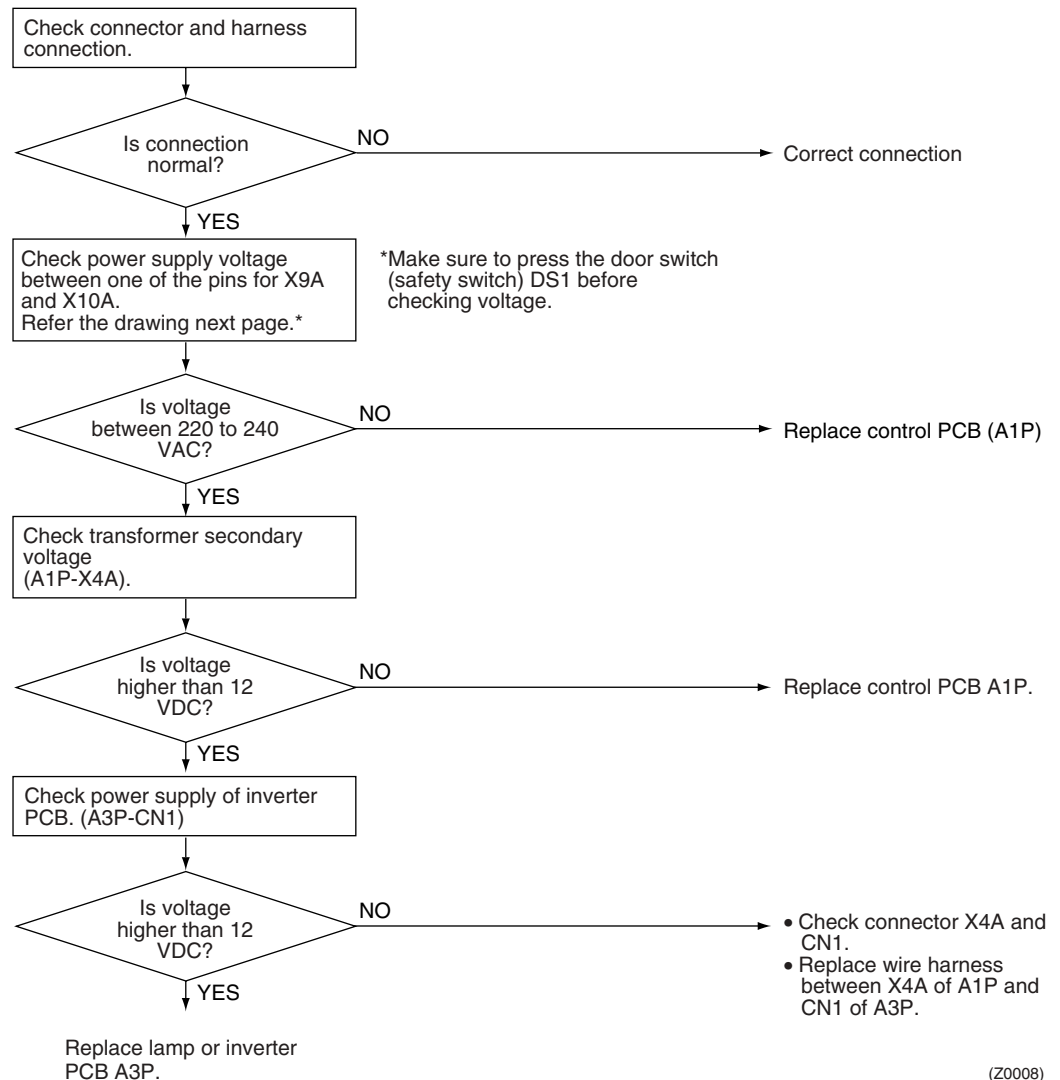 Check connector and harness
connection.
Is connection
normal?
NO
Correct connection
YES
Check power supply voltage
between one of the pins for X9A
and X10A.
Refer the drawing next page.*
*Make sure to press the door switch
(safety switch) DS1 before
checking voltage.
Is voltage
between 220 to 240
VAC?
NO
Replace control PCB (A1P)
YES
Check transformer secondary
voltage
(A1P-X4A).
Is voltage
higher than 12
VDC?
NO
Replace control PCB A1P.
YES
Check power supply of inverter
PCB. (A3P-CN1)
Is voltage
higher than 12
VDC?
NO
• Check connector X4A and
CN1.
• Replace wire harness
between X4A of A1P and
CN1 of A3P.
YES
Replace lamp or inverter
PCB A3P.
(Z0008)